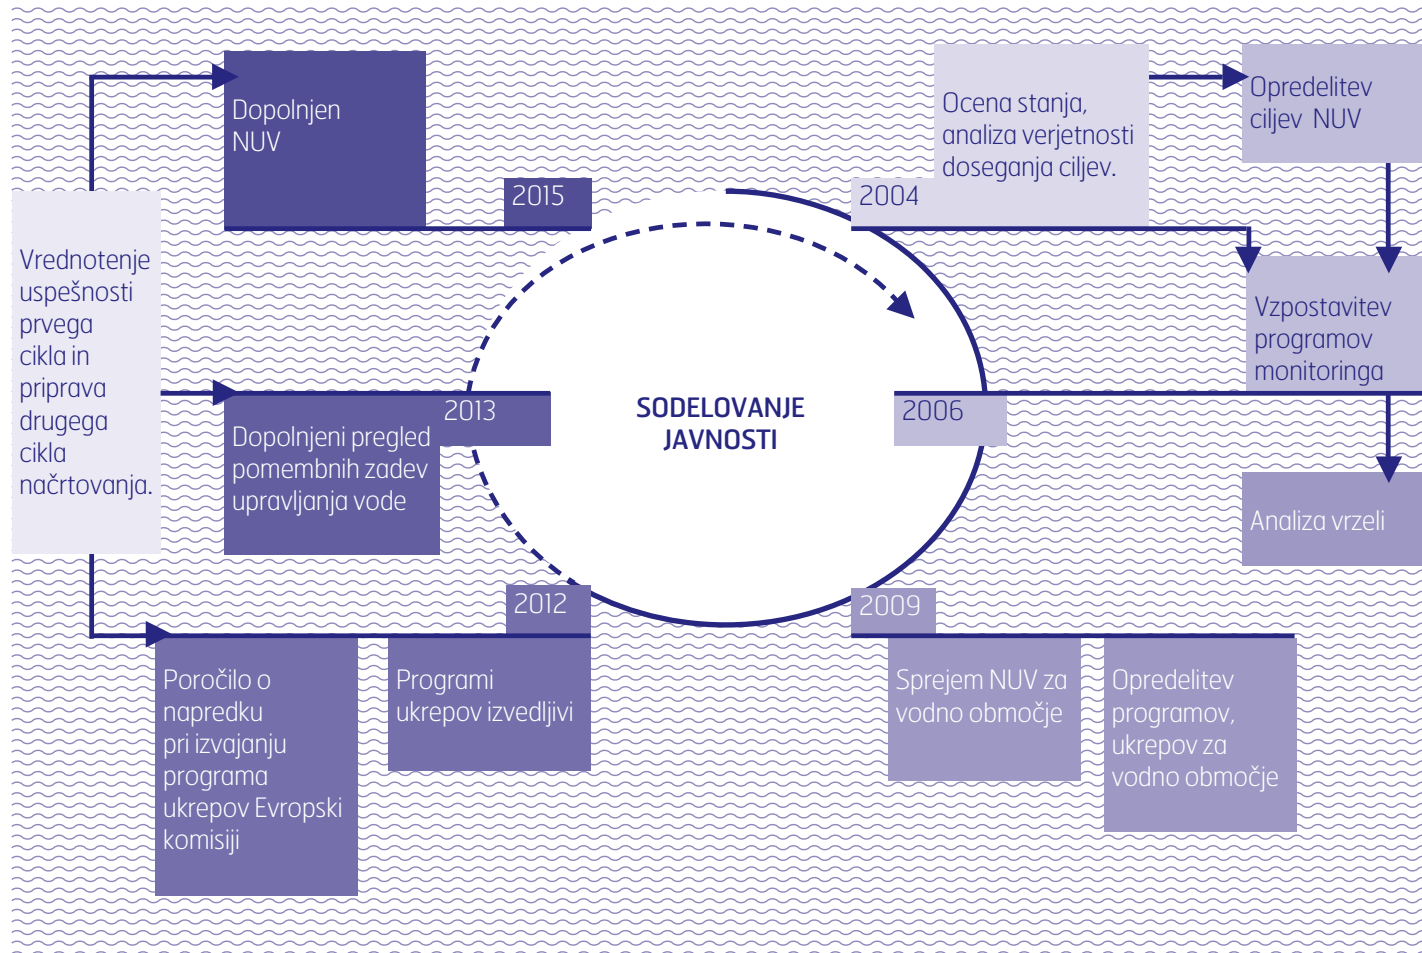 Dopolnjen
NUV
2015
Ocena stanja,
analiza verjetnosti
doseganja ciljev.
2004
Opredelitev
ciljev NUV
Vrednotenje
uspešnosti
prvega
cikla in
priprava
drugega
cikla
načrtovanja.
Vzpostavitev
programov
monitoringa
2013
Dopolnjeni pregled
pomembnih zadev
upravljanja vode
SODELOVANJE
JAVNOSTI
2006
Analiza vrzeli
2012
2009
Poročilo o
napredku
pri izvajanju
programa
ukrepov Evropski
komisiji
Programi
ukrepov izvedljivi
Sprejem NUV za
vodno območje
Opredelitev
programov,
ukrepov za
vodno območje